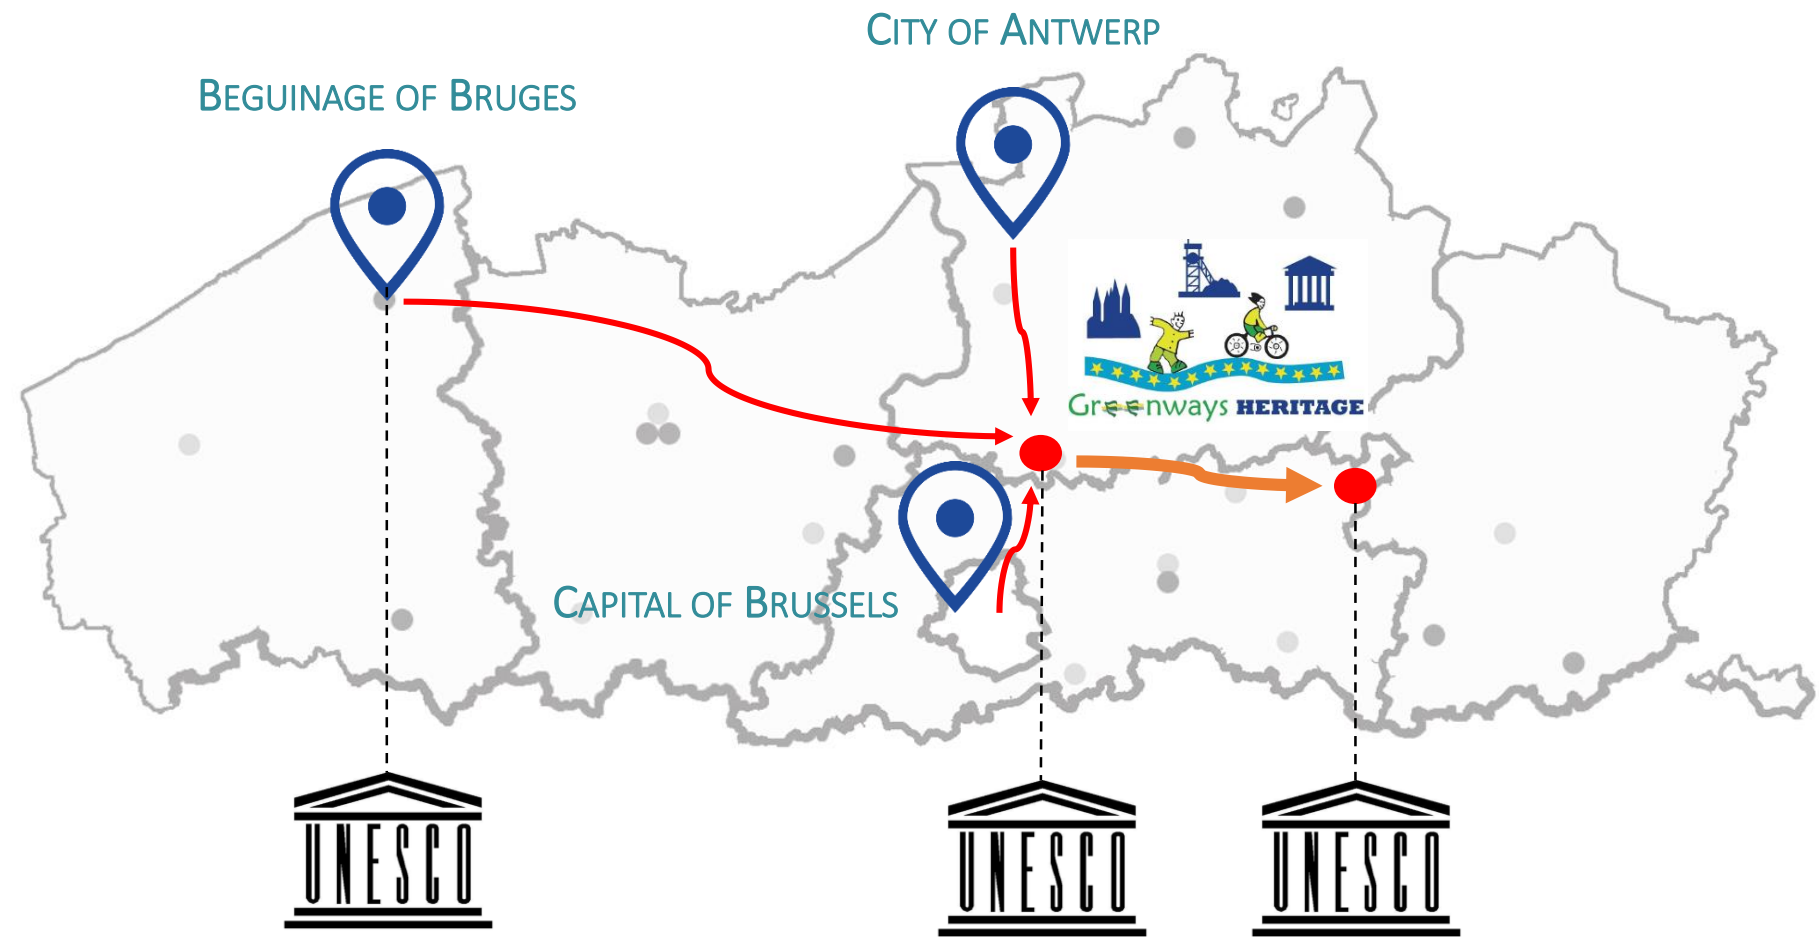 CITY OF ANTWERP
BEGUINAGE OF BRUGES
Greenways HERITAGE
CAPITAL OF BRUSSELS
UNESCO
UNESCO
UNESCO